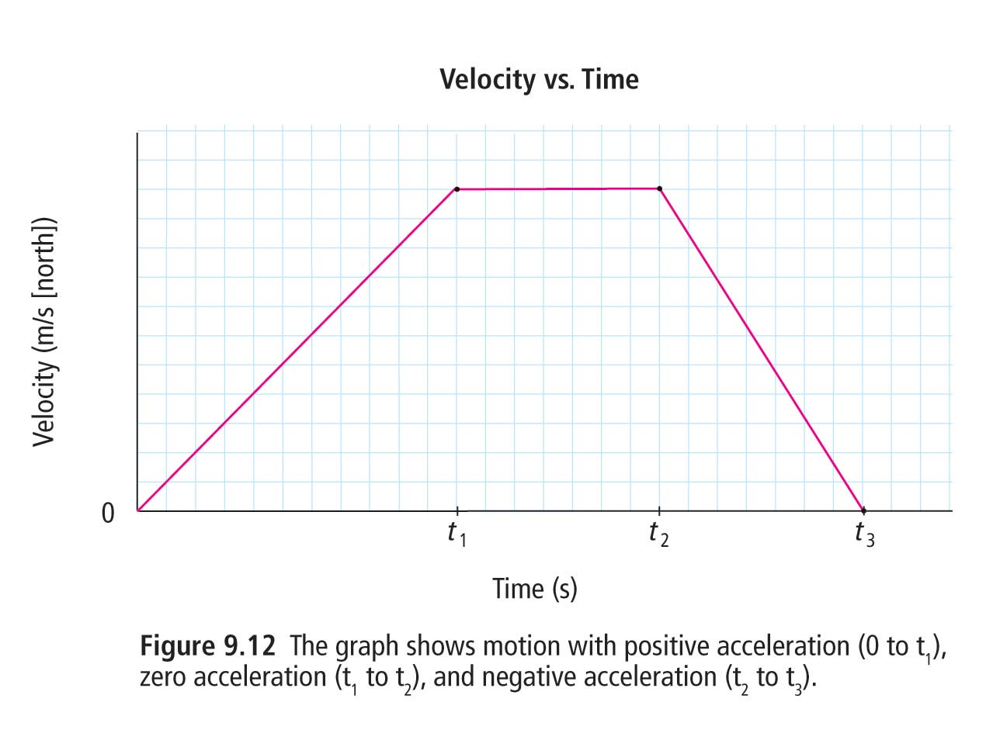 Velocity vs. Time
Velocity (m/s [north])
0
t1
t2
t3
Time (s)
Figure 9.12 The graph shows motion with positive acceleration (0 to t1),
zero acceleration (t1 to t2), and negative acceleration (t2 to t3).